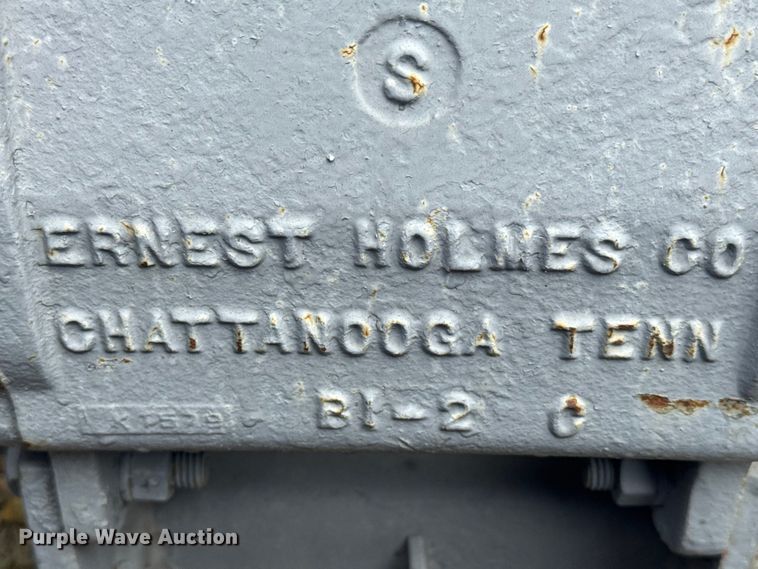 S
ERNEST HOLMES CO
CHATTANOOGA TENN
B1-2 C
Purple Wave Auction